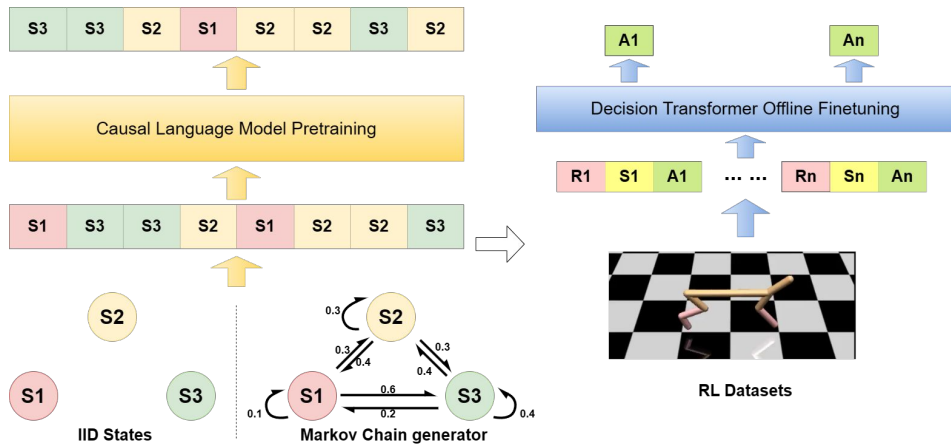 S3 S3 S2 S1 S2 S2 S3 S2
Causal Language Model Pretraining
S1 S3 S3 S2 S1 S2 S2 S3
S2
S1
S3
IID States
0.3
S2
0.3
0.4
0.3
0.4
S1
0.6
0.2
S3
0.1
0.4
Markov Chain generator
A1
An
Decision Transformer Offline Finetuning
R1 S1 A1 ... ... Rn Sn An
RL Datasets